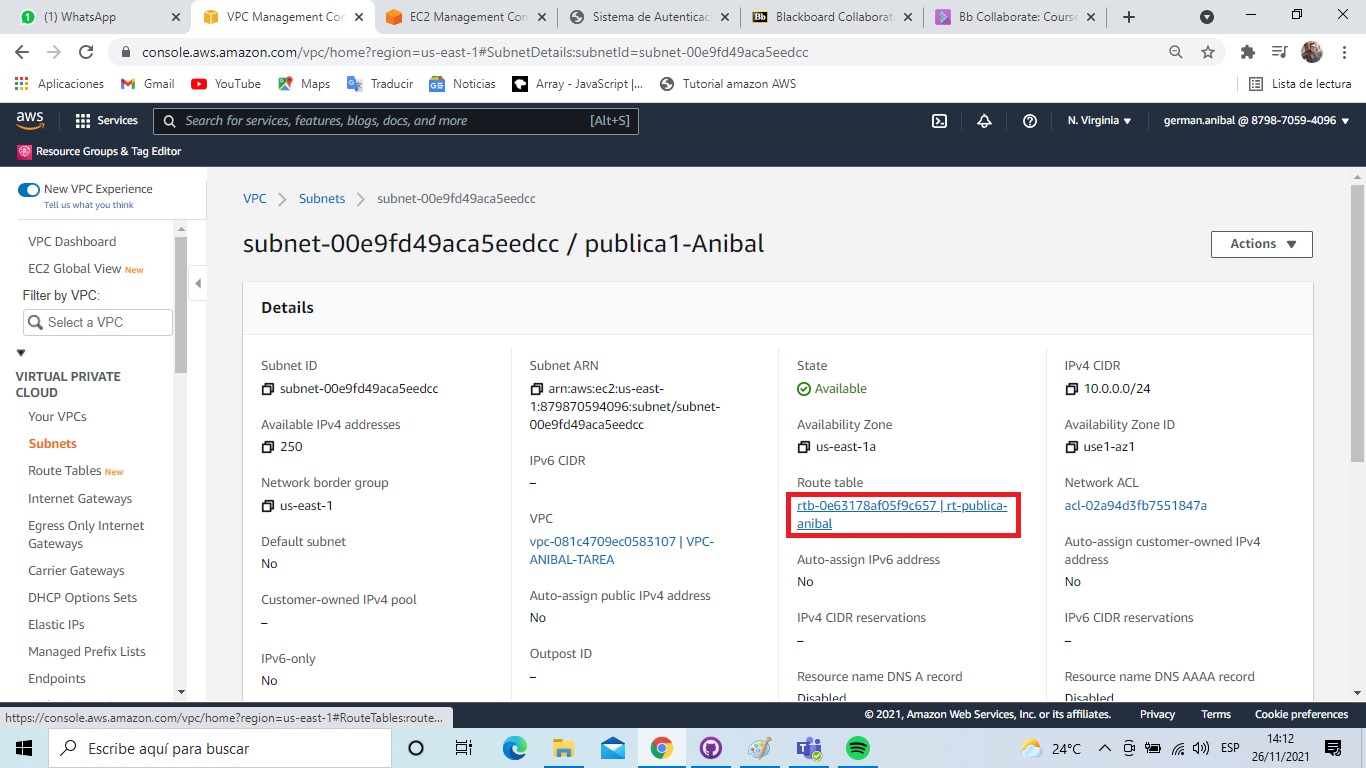 (1) WhatsApp
VPC Management Con
EC2 Management Con
Sistema de Autenticac
Bb Blackboard Collaborat
Bb Collaborate: Course
console.aws.amazon.com/vpc/home?region=us-east-1#SubnetDetails:subnetId=subnet-00e9fd49aca5eedcc
Aplicaciones
Gmail
YouTube
Maps
Traducir
Noticias
Array - JavaScript |...
Tutorial amazon AWS
Lista de lectura
aws
Services
Search for services, features, blogs, docs, and more
[Alt+S]
N. Virginia
german.anibal @ 8798-7059-4096
Resource Groups & Tag Editor
New VPC Experience
Tell us what you think
VPC Dashboard
EC2 Global View New
Filter by VPC:
Select a VPC
VIRTUAL PRIVATE
CLOUD
Your VPCs
Subnets
Route Tables New
Internet Gateways
Egress Only Internet
Gateways
Carrier Gateways
DHCP Options Sets
Elastic IPs
Managed Prefix Lists
Endpoints
VPC
Subnets
subnet-00e9fd49aca5eedcc
subnet-00e9fd49aca5eedcc / publica1-Anibal
Actions
Details
Subnet ID
subnet-00e9fd49aca5eedcc
Available IPv4 addresses
250
Network border group
us-east-1
Default subnet
No
Customer-owned IPv4 pool
–
IPv6-only
No
Subnet ARN
arn:aws:ec2:us-east-
1:879870594096:subnet/subnet-
00e9fd49aca5eedcc
IPv6 CIDR
–
VPC
vpc-081c4709ec0583107 | VPC-
ANIBAL-TAREA
Auto-assign public IPv4 address
No
Outpost ID
–
State
Available
Availability Zone
us-east-1a
Route table
rtb-0e63178af05f9c657 | rt-publica-
anibal
Auto-assign IPv6 address
No
IPv4 CIDR reservations
–
Resource name DNS A record
Disabled
IPv4 CIDR
10.0.0.0/24
Availability Zone ID
use1-az1
Network ACL
acl-02a94d3fb7551847a
Auto-assign customer-owned IPv4
address
No
IPv6 CIDR reservations
–
Resource name DNS AAAA record
Disabled
https://console.aws.amazon.com/vpc/home?region=us-east-1#RouteTables:route...
© 2021, Amazon Web Services, Inc. or its affiliates.
Privacy
Terms
Cookie preferences
Escribe aquí para buscar
24°C
ESP
14:12
26/11/2021